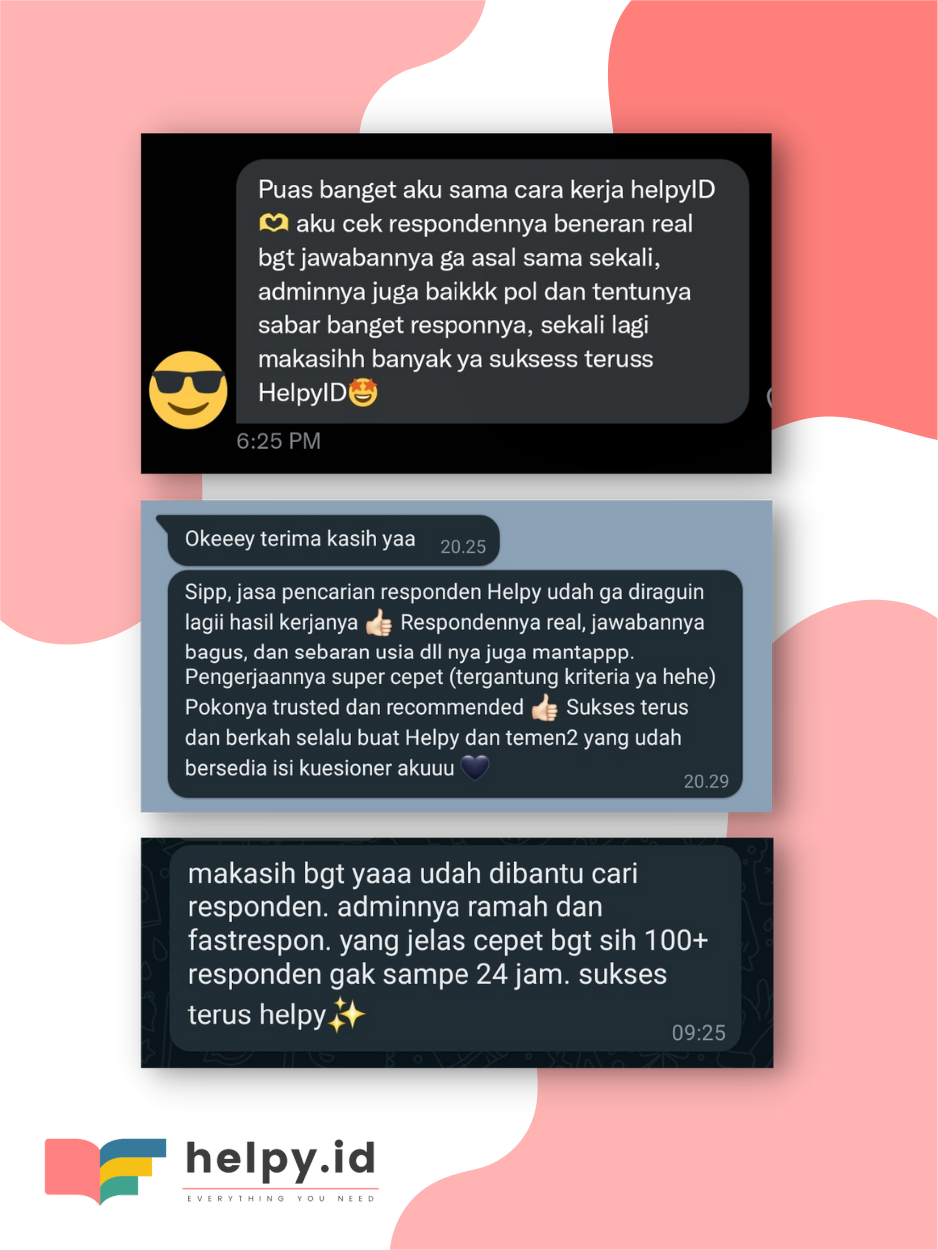 Puas banget aku sama cara kerja helpyID
🫶 aku cek respondennya beneran real
bgt jawabannya ga asal sama sekali,
adminnya juga baikkk pol dan tentunya
sabar banget responnya, sekali lagi
makasihh banyak ya suksess teruss
HelpyID🤩
6:25 PM
Okeeey terima kasih yaa 20.25
Sipp, jasa pencarian responden Helpy udah ga diraguin
lagii hasil kerjanya 👍🏻 Respondennya real, jawabannya
bagus, dan sebaran usia dll nya juga mantappp.
Pengerjaannya super cepet (tergantung kriteria ya hehe)
Pokonya trusted dan recommended 👍🏻 Sukses terus
dan berkah selalu buat Helpy dan temen2 yang udah
bersedia isi kuesioner akuuu 🖤
20.29
makasih bgt yaaa udah dibantu cari
responden. adminnya ramah dan
fastrespon. yang jelas cepet bgt sih 100+
responden gak sampe 24 jam. sukses
terus helpy✨
09:25
helpy.id
EVERYTHING YOU NEED